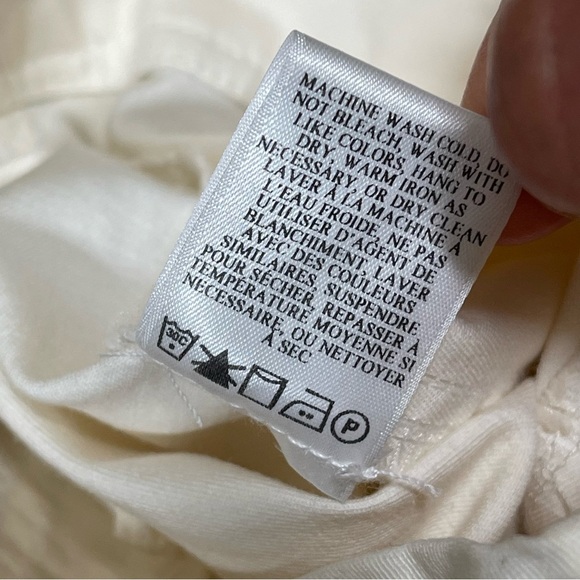 MACHINE WASH COLD, DO
NOT BLEACH, WASH WITH
LIKE COLORS, HANG TO
DRY, WARM IRON AS
NECESSARY, OR DRY CLEAN
LAVER À LA MACHINE À
L'EAU FROIDE, NE PAS
UTILISER D'AGENT DE
BLANCHIMENT, LAVER
AVEC DES COULEURS
SIMILAIRES, SUSPENDRE
POUR SÉCHER, REPASSER À
TEMPÉRATURE MOYENNE SI
NÉCESSAIRE, OU NETTOYER
À SEC
30C
P